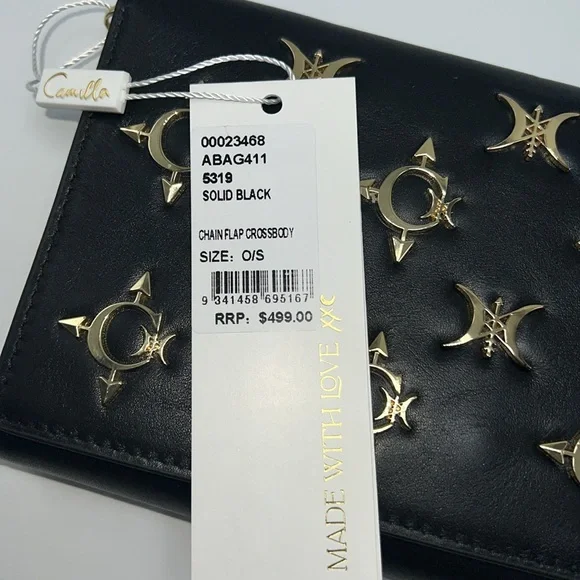 Camilla
00023468
ABAG411
5319
SOLID BLACK
CHAIN FLAP CROSSBODY
SIZE: O/S
9 341458 695167
RRP: $499.00
MADE WITH LOVE